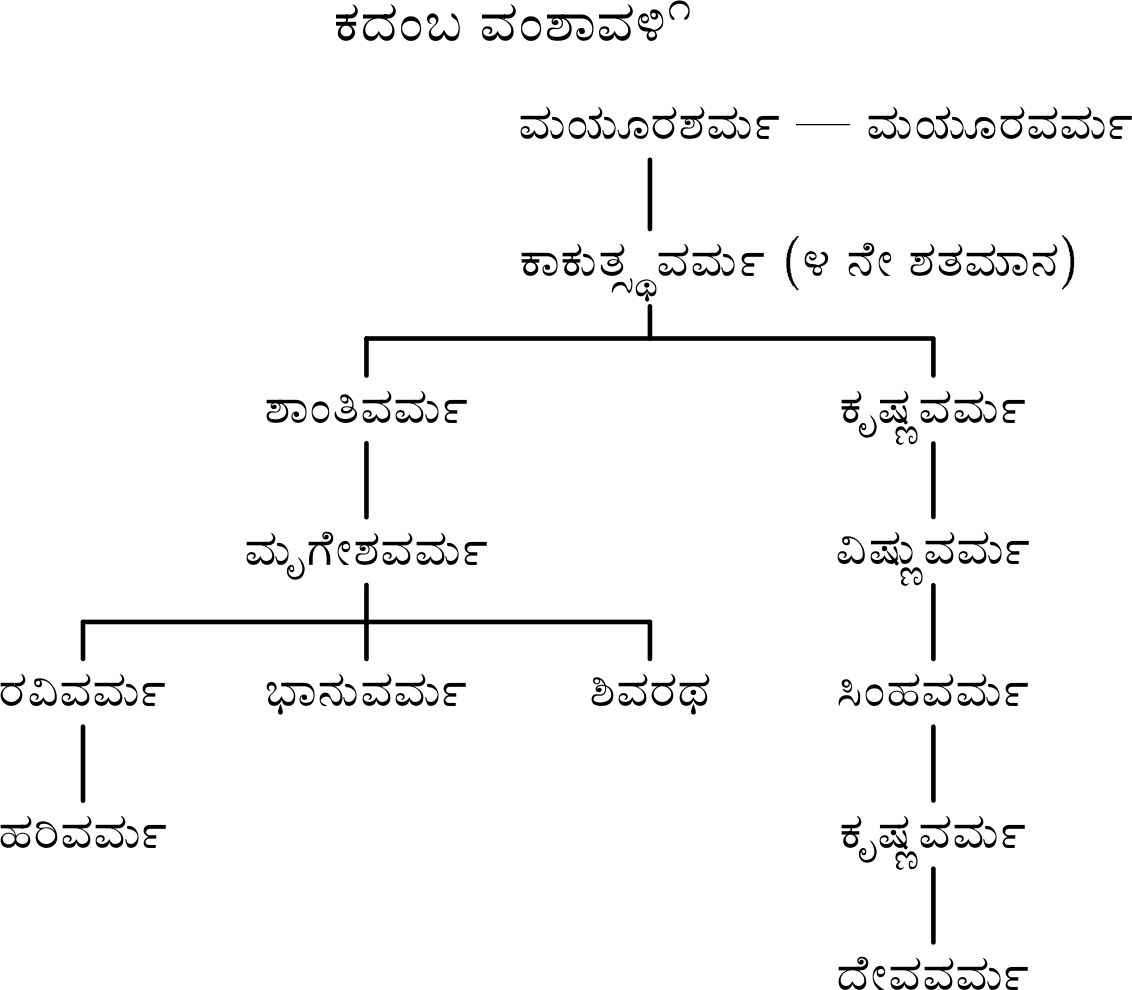 ಕದಂಬ ವಂಶಾವಳಿ೧
ಮಯೂರಶರ್ಮ — ಮಯೂರವರ್ಮ
ಕಾಕುತ್ಸ್ಥವರ್ಮ (೪ ನೇ ಶತಮಾನ)
ಶಾಂತಿವರ್ಮ ಕೃಷ್ಣವರ್ಮ
ಮೃಗೇಶವರ್ಮ ವಿಷ್ಣುವರ್ಮ
ರವಿವರ್ಮ ಭಾನುವರ್ಮ ಶಿವರಥ ಸಿಂಹವರ್ಮ
ಹರಿವರ್ಮ ಕೃಷ್ಣವರ್ಮ
ದೇವವರ್ಮ